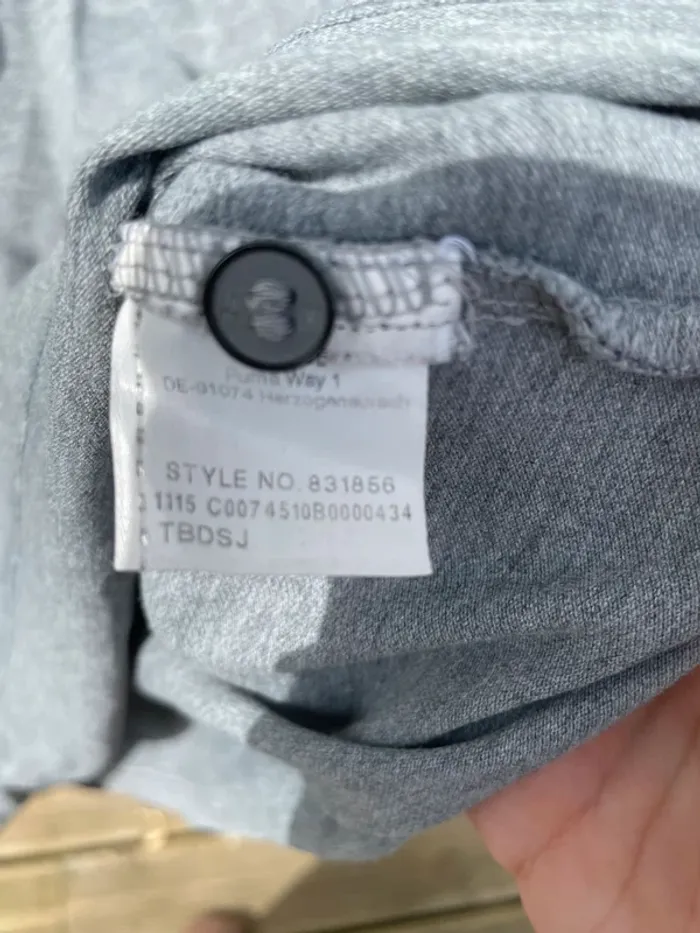 Puma Way 1
DE-91074 Herzogenaurach
STYLE NO. 831856
1115 C0074510B0000434
TBDSJ